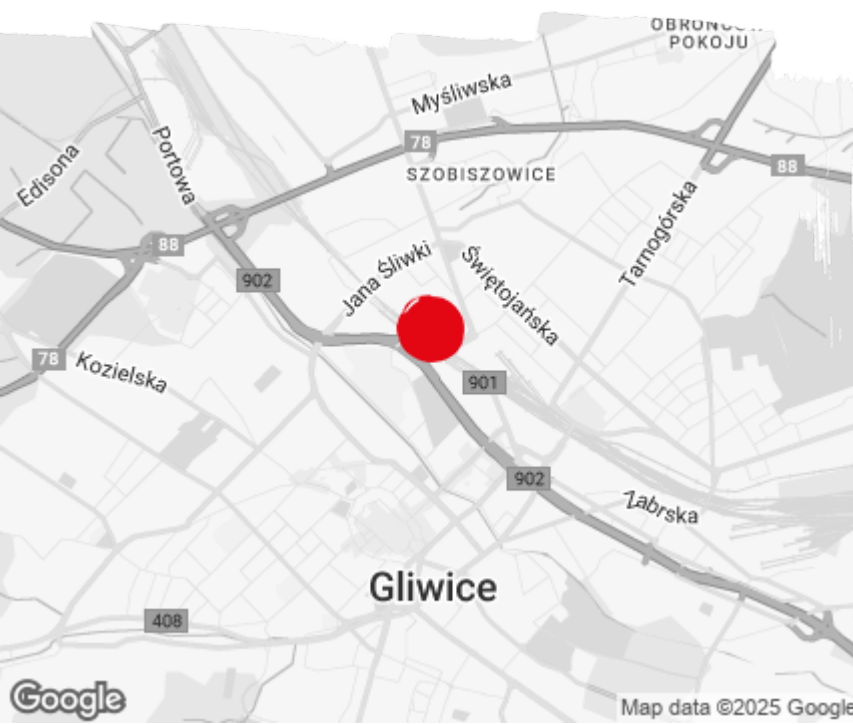 POKOJU
Myśliwska
78
Portowa
SZOBISZOWICE
88
Edisona
Tarnogórska
88
Jana Śliwki
Świętojańska
902
78
Kozielska
901
902
Zabrska
Gliwice
408
Google
Map data ©2025 Google